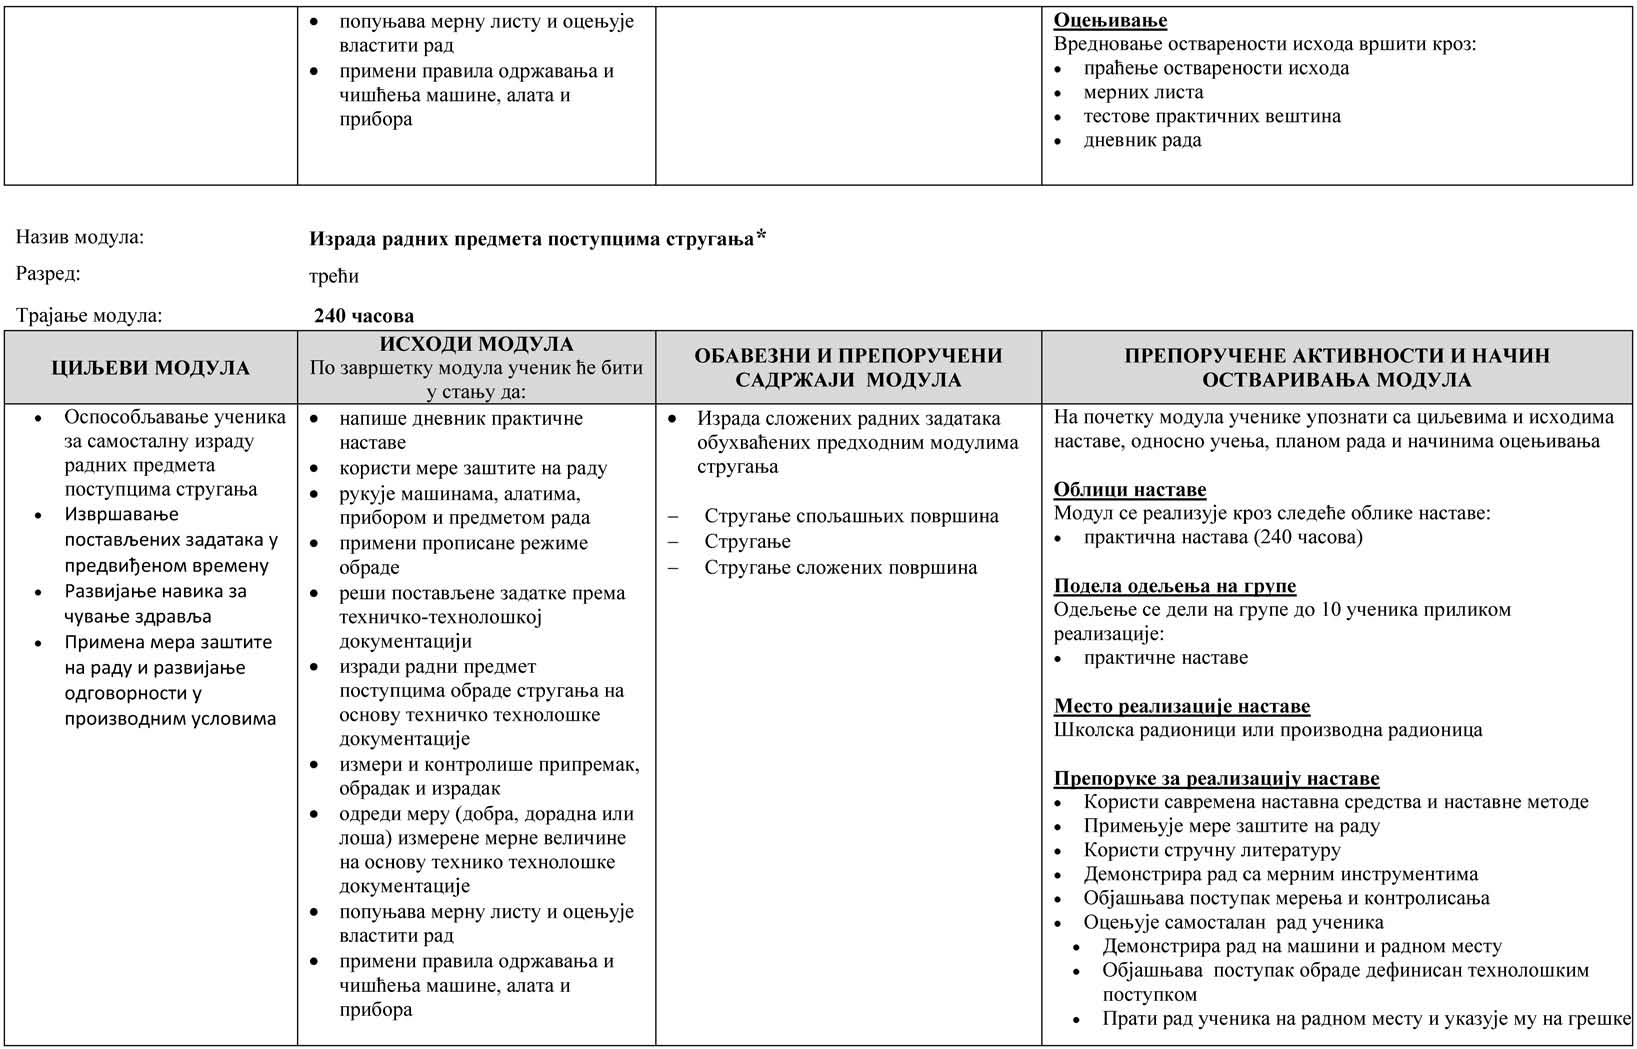 • попуњава мерну листу и оцењује
властити рад
• примени правила одржавања и
чишћења машине, алата и
прибора
Оцењивање
Вредновање остварености исхода вршити кроз:
• праћење остварености исхода
• мерних листа
• тестове практичних вештина
• дневник рада
Назив модула: Израда радних предмета поступцима стругања*
Разред: трећи
Трајање модула: 240 часова
ЦИЉЕВИ МОДУЛА
ИСХОДИ МОДУЛА
По завршетку модула ученик ће бити
у стању да:
ОБАВЕЗНИ И ПРЕПОРУЧЕНИ
САДРЖАЈИ МОДУЛА
ПРЕПОРУЧЕНЕ АКТИВНОСТИ И НАЧИН
ОСТВАРИВАЊА МОДУЛА
• Оспособљавање ученика
за самосталну израду
радних предмета
поступцима стругања
• Извршавање
постављених задатака у
предвиђеном времену
• Развијање навика за
чување здравља
• Примена мера заштите
на раду и развијање
одговорности у
производним условима
• напише дневник практичне
наставе
• користи мере заштите на раду
• рукује машинама, алатима,
прибором и предметом рада
• примени прописане режиме
обраде
• реши постављене задатке према
техничко-технолошкој
документацији
• изради радни предмет
поступцима обраде стругања на
основу техничко технолошке
документације
• измери и контролише припремак,
обрадак и израдак
• одреди меру (добра, дорадна или
лоша) измерене мерне величине
на основу технико технолошке
документације
• попуњава мерну листу и оцењује
властити рад
• примени правила одржавања и
чишћења машине, алата и
прибора
• Израда сложених радних задатака
обухваћених предходним модулима
стругања
– Стругање спољашњих површина
– Стругање
– Стругање сложених површина
На почетку модула ученике упознати са циљевима и исходима
наставе, односно учења, планом рада и начинима оцењивања
Облици наставе
Модул се реализује кроз следеће облике наставе:
• практична настава (240 часова)
Подела одељења на групе
Одељење се дели на групе до 10 ученика приликом
реализације:
• практичне наставе
Место реализације наставе
Школска радионици или производна радионица
Препоруке за реализацију наставе
• Користи савремена наставна средства и наставне методе
• Примењује мере заштите на раду
• Користи стручну литературу
• Демонстрира рад са мерним инструментима
• Објашњава поступак мерења и контролисања
• Оцењује самосталан рад ученика
• Демонстрира рад на машини и радном месту
• Објашњава поступак обраде дефинисан технолошким
поступком
• Прати рад ученика на радном месту и указује му на грешке